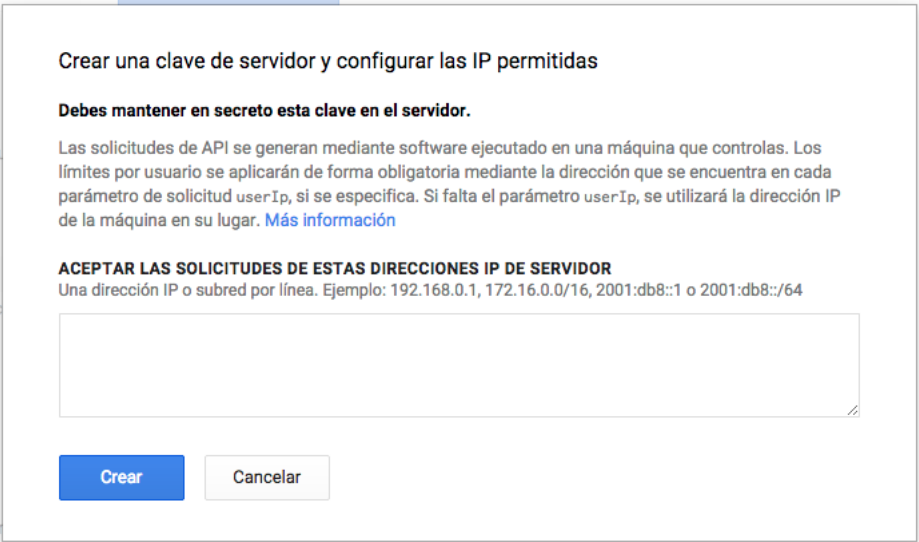 Crear una clave de servidor y configurar las IP permitidas
Debes mantener en secreto esta clave en el servidor.
Las solicitudes de API se generan mediante software ejecutado en una máquina que controlas. Los
límites por usuario se aplicarán de forma obligatoria mediante la dirección que se encuentra en cada
parámetro de solicitud userIp, si se especifica. Si falta el parámetro userIp, se utilizará la dirección IP
de la máquina en su lugar. Más información
ACEPTAR LAS SOLICITUDES DE ESTAS DIRECCIONES IP DE SERVIDOR
Una dirección IP o subred por línea. Ejemplo: 192.168.0.1, 172.16.0.0/16, 2001:db8::1 o 2001:db8::/64
Crear
Cancelar